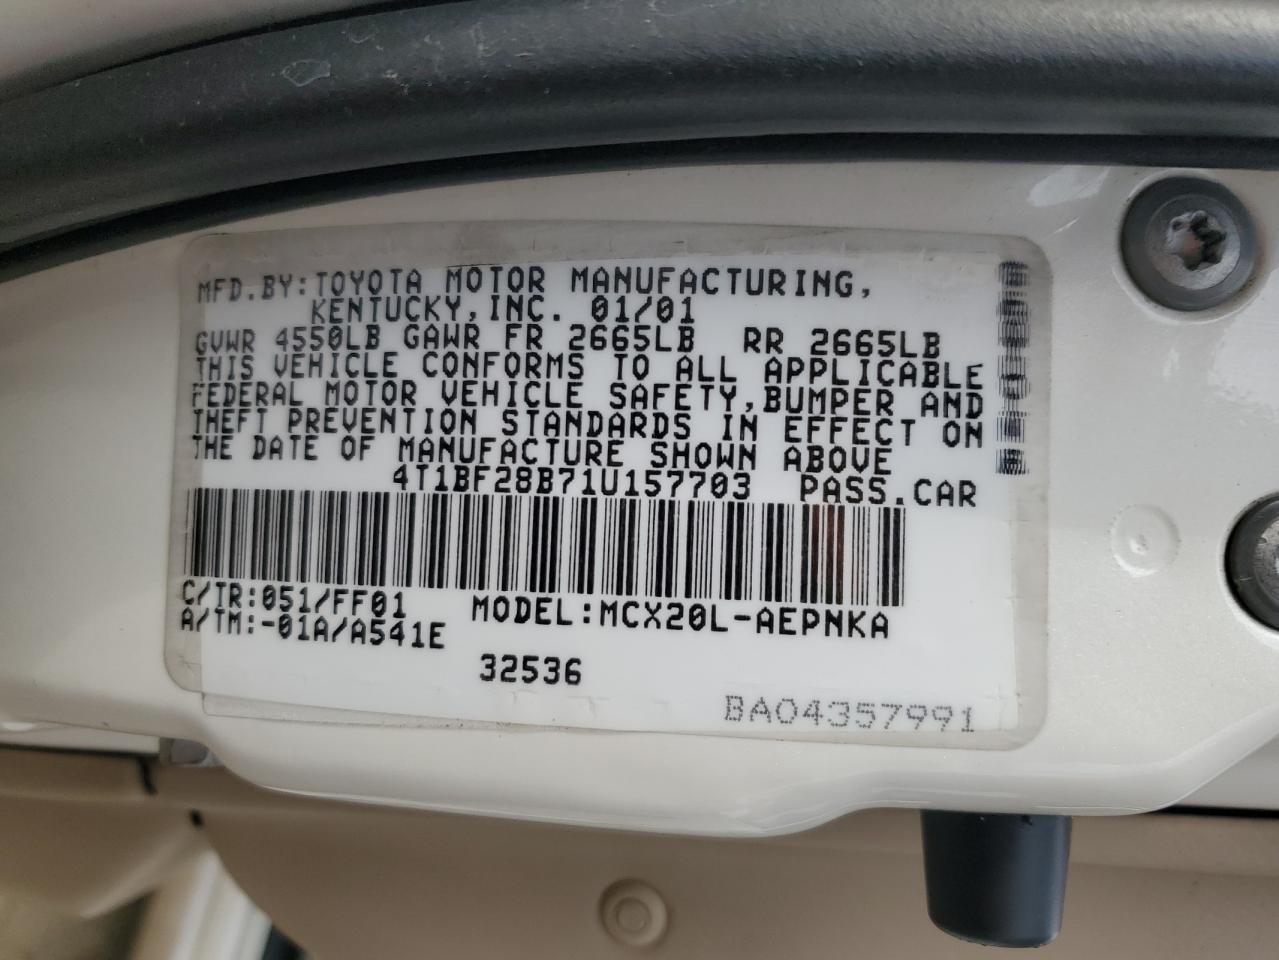 MFD.BY:TOYOTA MOTOR MANUFACTURING,
KENTUCKY,INC. 01/01
GVWR 4550LB GAWR FR 2665LB RR 2665LB
THIS VEHICLE CONFORMS TO ALL APPLICABLE
FEDERAL MOTOR VEHICLE SAFETY,BUMPER AND
THEFT PREVENTION STANDARDS IN EFFECT ON
THE DATE OF MANUFACTURE SHOWN ABOVE
4T1BF28B71U157703 PASS.CAR
C/TR:051/FF01 MODEL:MCX20L-AEPNKA
A/TM:-01A/A541E
32536
BA04357991